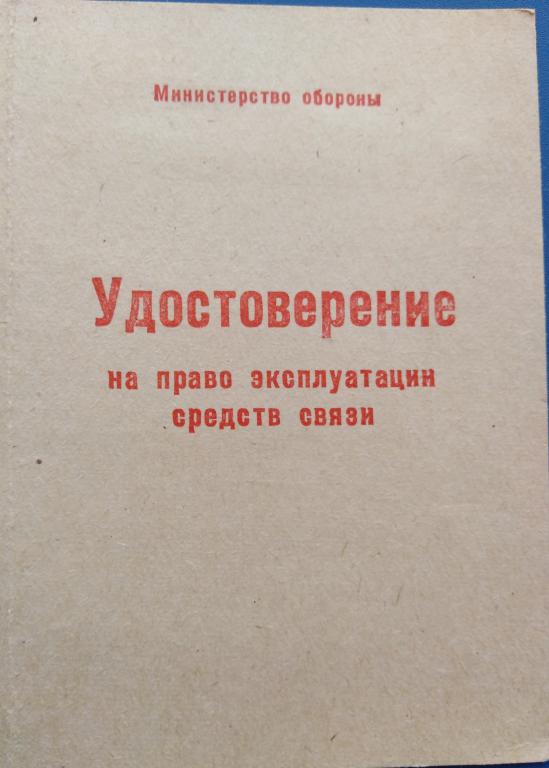 Министерство обороны
Удостоверение
на право эксплуатации
средств связи